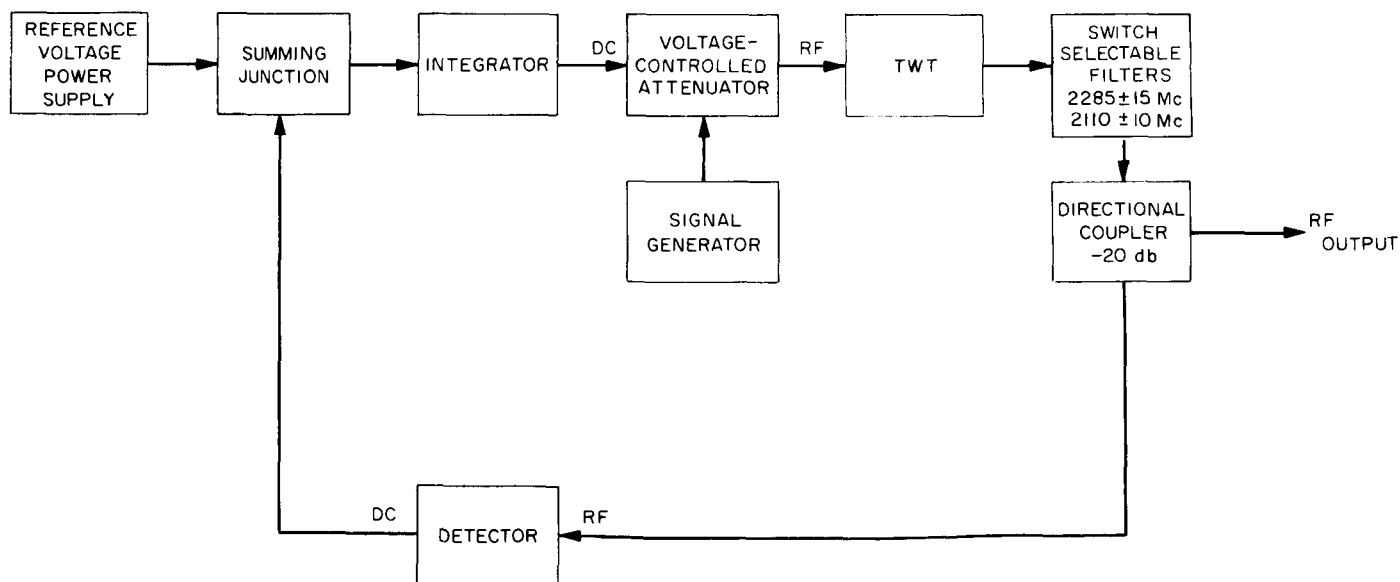 REFERENCE
VOLTAGE
POWER
SUPPLY
SUMMING
JUNCTION
INTEGRATOR
DC
VOLTAGE-
CONTROLLED
ATTENUATOR
RF
TWT
SWITCH
SELECTABLE
FILTERS
2285±15 Mc
2110 ±10 Mc
SIGNAL
GENERATOR
DIRECTIONAL
COUPLER
-20 db
RF
OUTPUT
DC
DETECTOR
RF